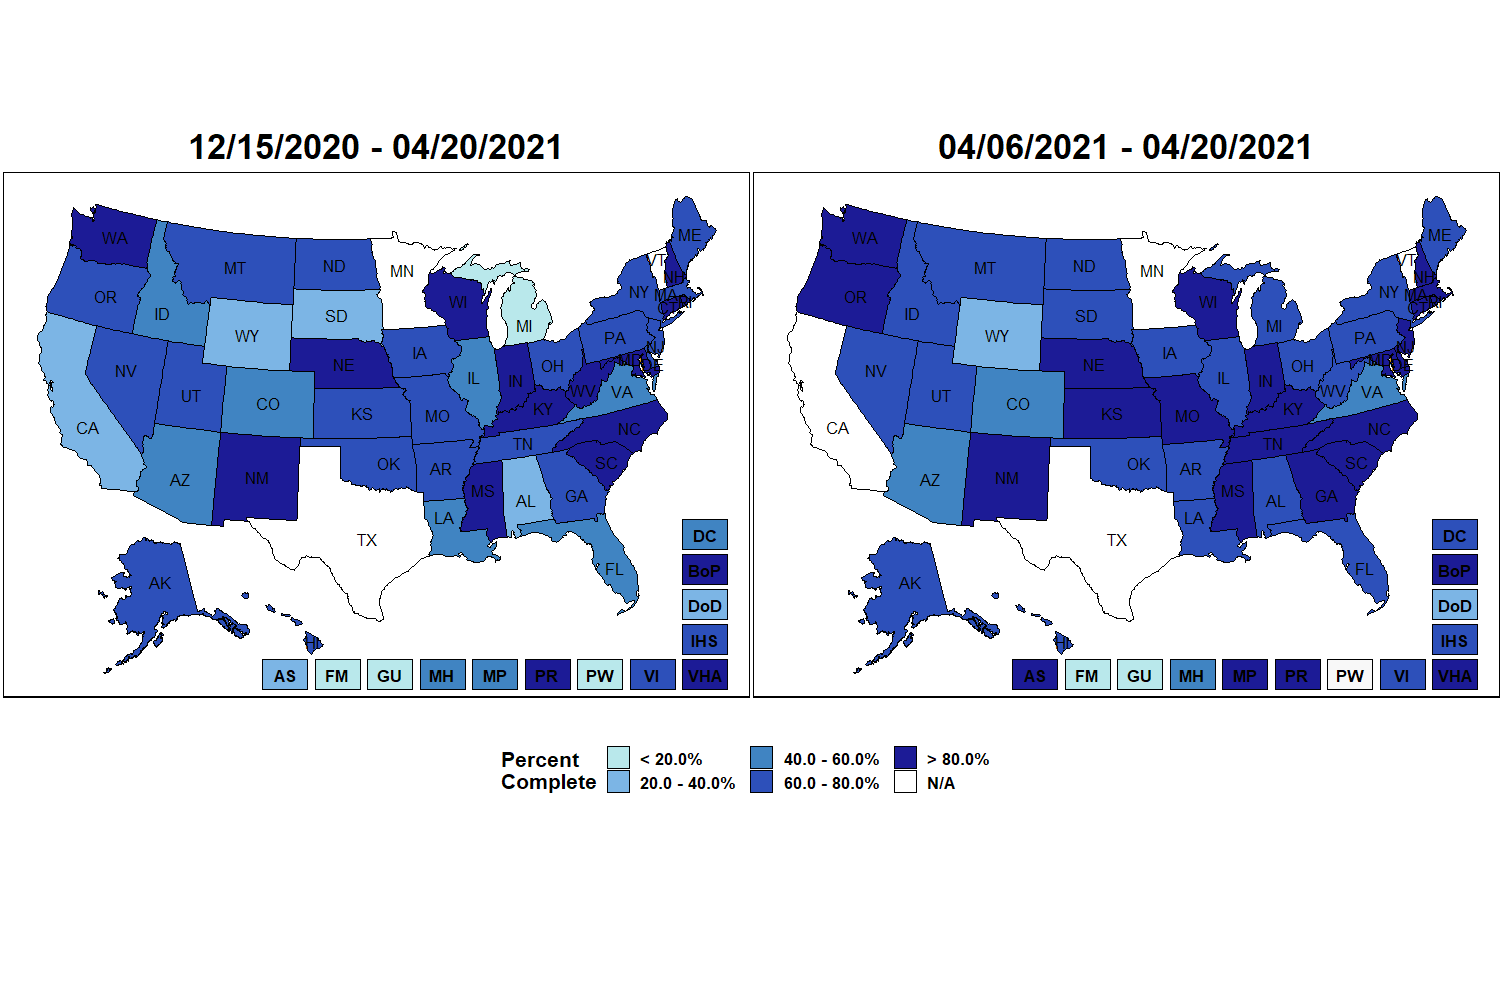 12/15/2020 - 04/20/2021
WA
MT
ND
MN
ME
VT
NH
OR
ID
WY
SD
WI
MI
NY
MA
CT
RI
NV
UT
CO
NE
IA
IL
IN
OH
PA
NJ
MD
DE
CA
KS
MO
KY
WV
VA
AZ
NM
OK
AR
TN
NC
SC
TX
LA
MS
AL
GA
FL
AK
HI
DC
BoP
DoD
IHS
AS FM GU MH MP PR PW VI VHA
04/06/2021 - 04/20/2021
WA
MT
ND
MN
ME
VT
NH
OR
ID
WY
SD
WI
MI
NY
MA
CT
RI
NV
UT
CO
NE
IA
IL
IN
OH
PA
NJ
MD
DE
CA
KS
MO
KY
WV
VA
AZ
NM
OK
AR
TN
NC
SC
TX
LA
MS
AL
GA
FL
AK
HI
DC
BoP
DoD
IHS
AS FM GU MH MP PR PW VI VHA
Percent
Complete
< 20.0% 40.0 - 60.0% > 80.0%
20.0 - 40.0% 60.0 - 80.0% N/A